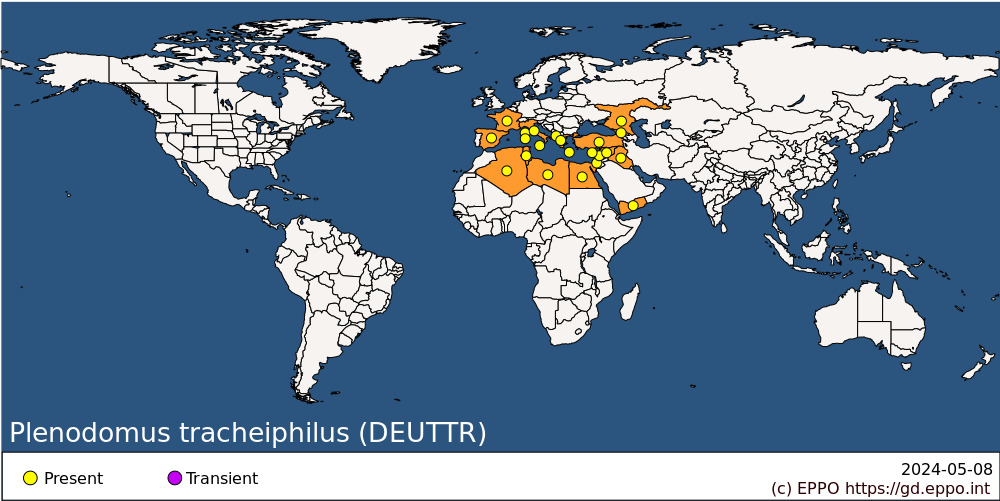 Plenodomus tracheiphilus (DEUTTR)
Present
Transient
2024-05-08
(c) EPPO https://gd.eppo.int